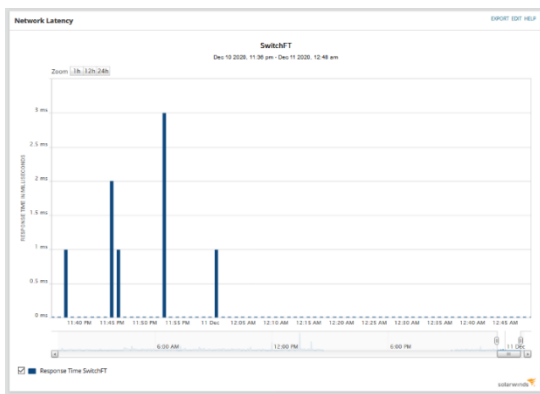 Network Latency
EXPORT EDIT HELP
SwitchFT
Dec 10 2020, 11:36 pm - Dec 11 2020, 12:48 am
Zoom 1h 12h 24h
RESPONSE TIME IN MILLISECONDS
3 ms
2.5 ms
2 ms
1.5 ms
1 ms
0.5 ms
0 ms
11:40 PM 11:45 PM 11:50 PM 11:55 PM 11 Dec 12:05 AM 12:10 AM 12:15 AM 12:20 AM 12:25 AM 12:30 AM 12:35 AM 12:40 AM 12:45 AM
6:00 AM 12:00 PM 6:00 PM 11 Dec
Response Time SwitchFT
solarwinds